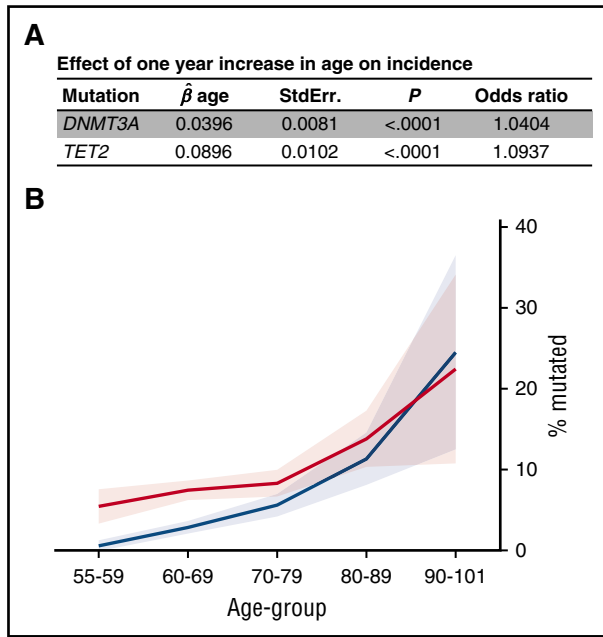 A
Effect of one year increase in age on incidence
Mutation β̂ age StdErr. P Odds ratio
DNMT3A 0.0396 0.0081 <.0001 1.0404
TET2 0.0896 0.0102 <.0001 1.0937
B
40
30
20
10
0
% mutated
55-59 60-69 70-79 80-89 90-101
Age-group